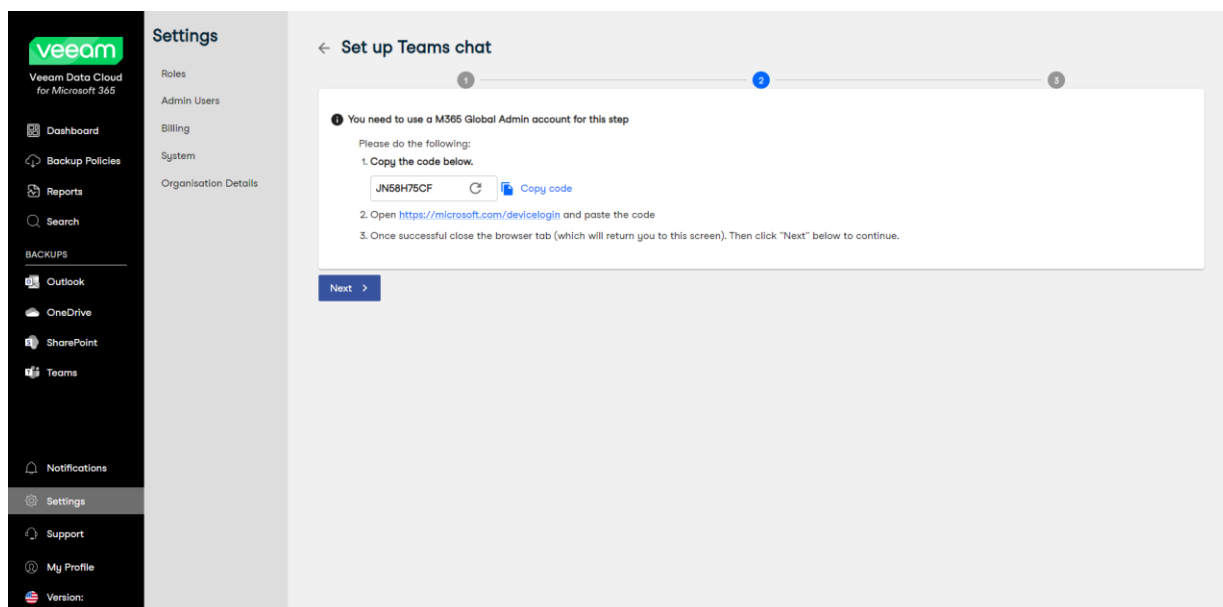 veeam
Veeam Data Cloud
for Microsoft 365
Dashboard
Backup Policies
Reports
Search
BACKUPS
Outlook
OneDrive
SharePoint
Teams
Notifications
Settings
Support
My Profile
Version:
Settings
Roles
Admin Users
Billing
System
Organisation Details
← Set up Teams chat
1
2
3
You need to use a M365 Global Admin account for this step
Please do the following:
1. Copy the code below.
JN58H75CF
Copy code
2. Open https://microsoft.com/devicelogin and paste the code
3. Once successful close the browser tab (which will return you to this screen). Then click "Next" below to continue.
Next >